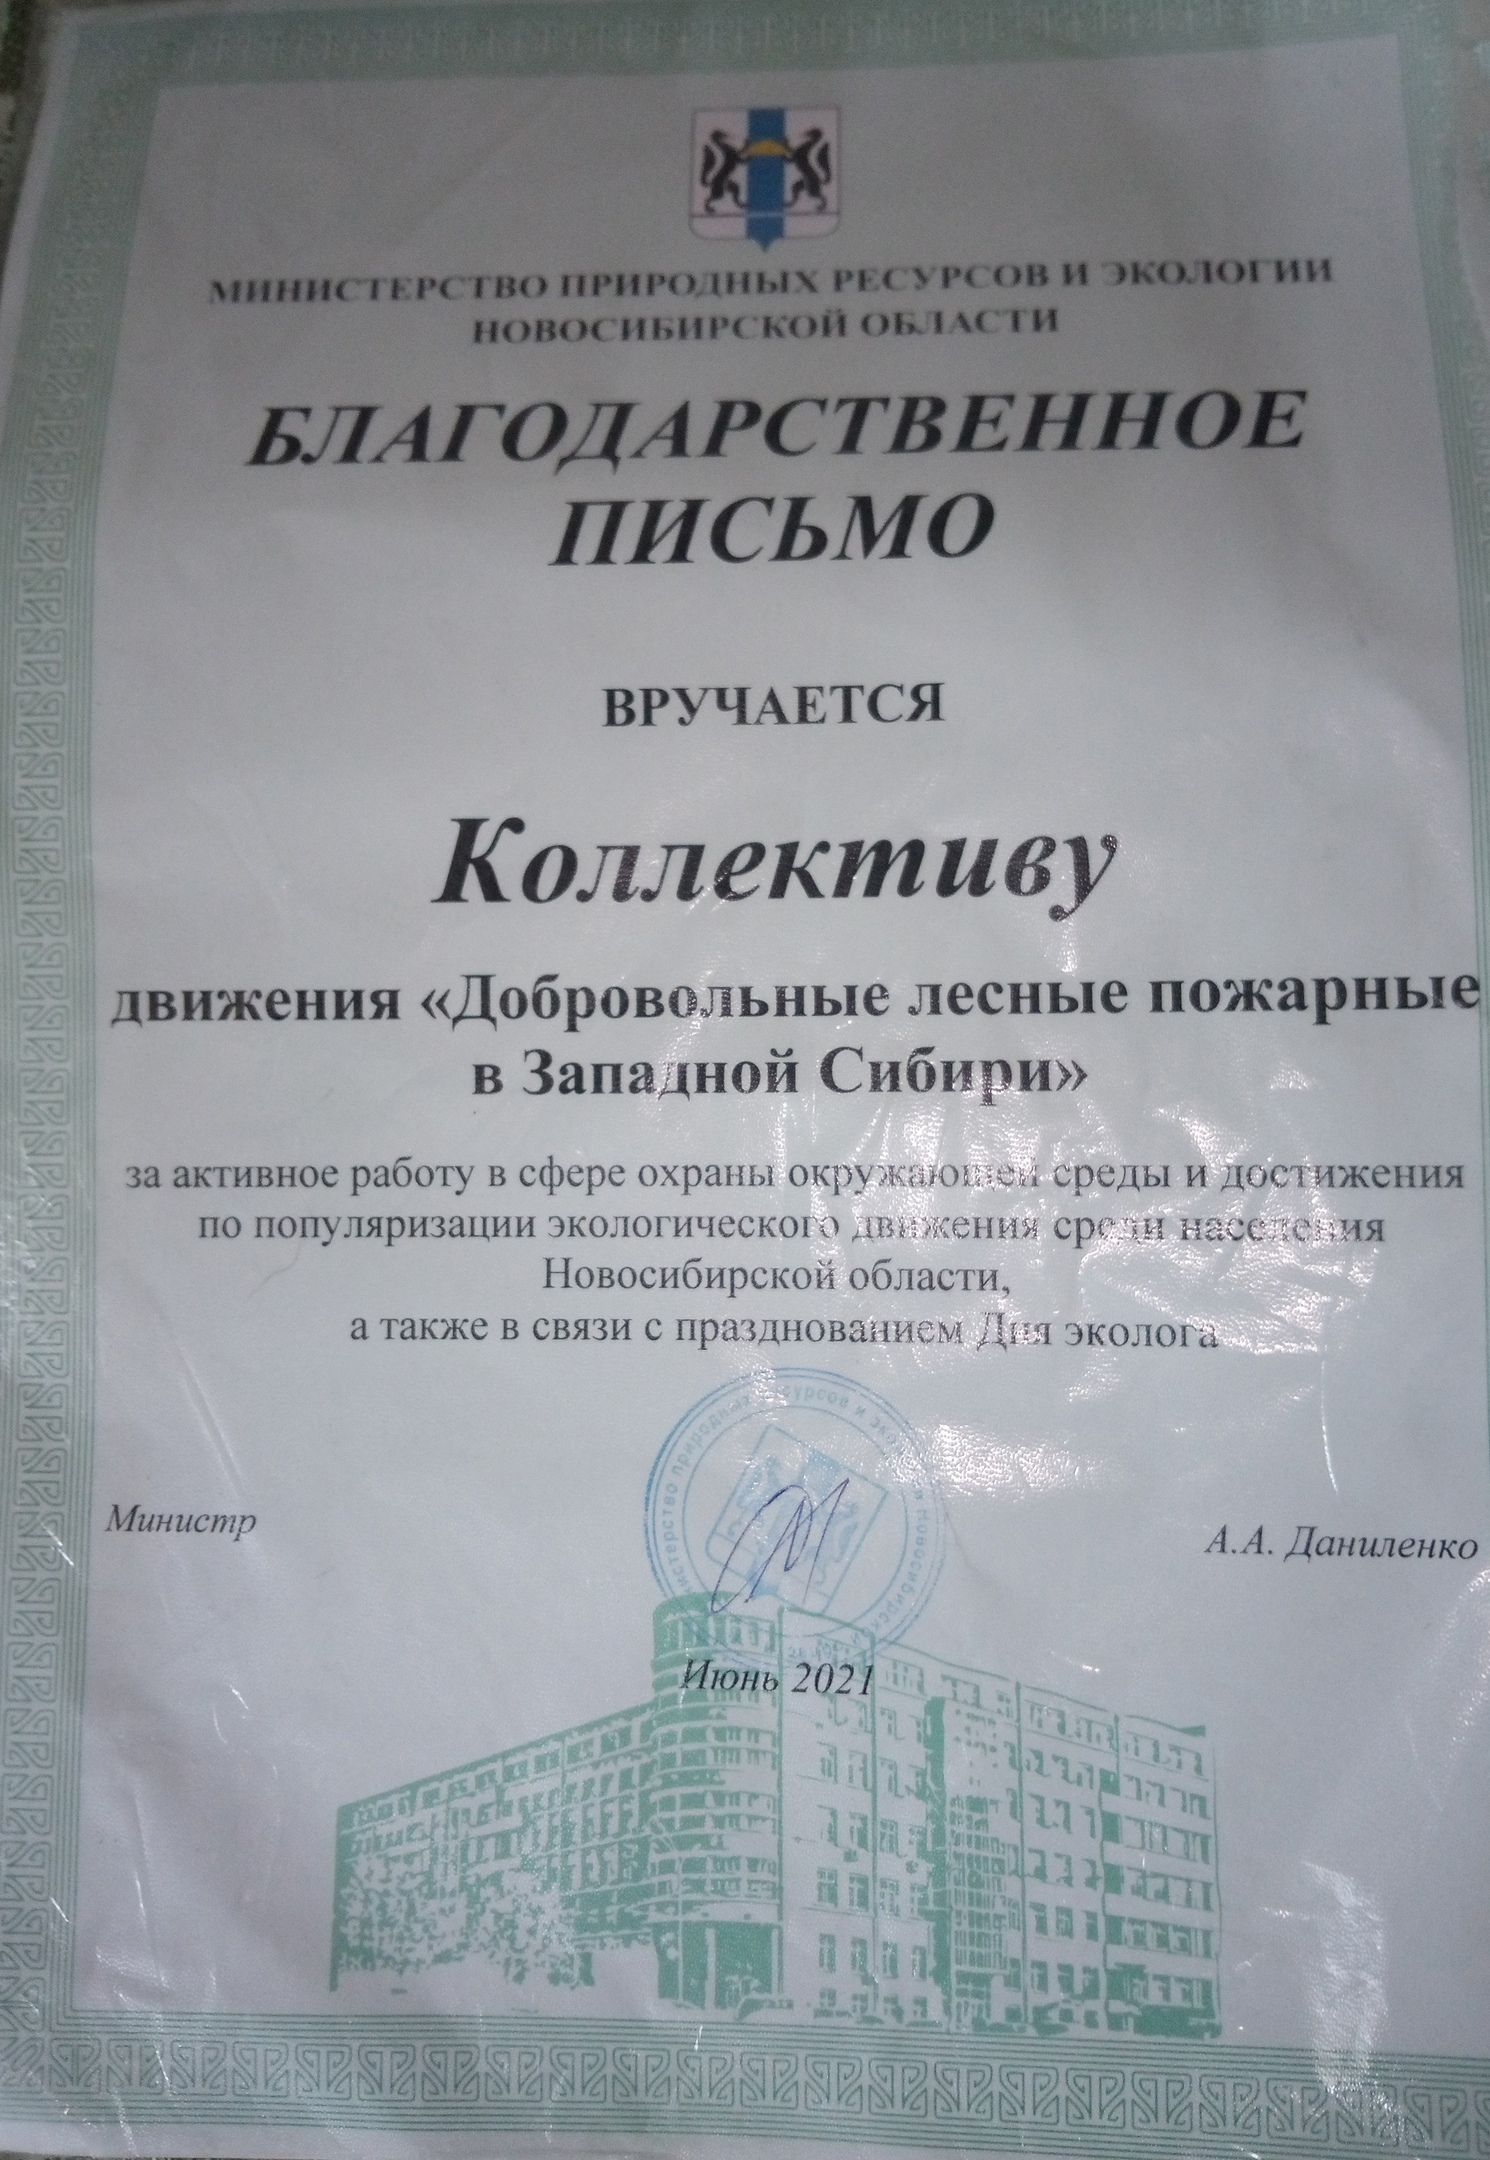 МИНИСТЕРСТВО ПРИРОДНЫХ РЕСУРСОВ И ЭКОЛОГИИ
НОВОСИБИРСКОЙ ОБЛАСТИ
БЛАГОДАРСТВЕННОЕ
ПИСЬМО
ВРУЧАЕТСЯ
Коллективу
движения «Добровольные лесные пожарные
в Западной Сибири»
за активное работу в сфере охраны окружающей среды и достижения
по популяризации экологического движения среди населения
Новосибирской области,
а также в связи с празднованием Дня эколога
природных ресурсов и
Министр
А.А. Даниленко
Июнь 2021